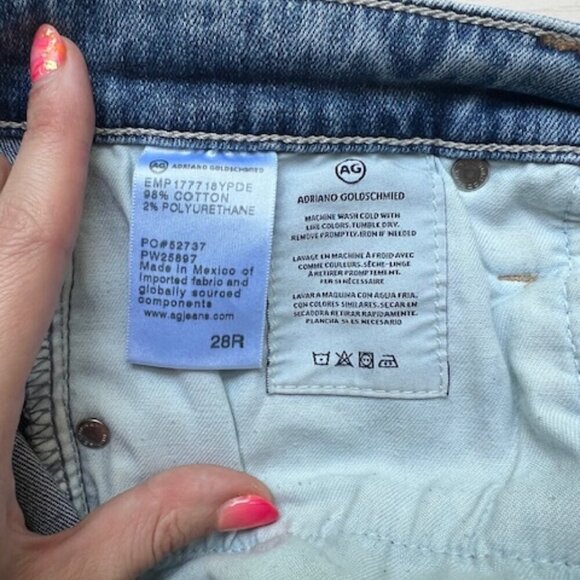 AG ADRIANO GOLDSCHMIED
EMP177718YPDE
98% COTTON
2% POLYURETHANE
PO#52737
PW25897
Made in Mexico of
imported fabric and
globally sourced
components
www.agjeans.com
28R
AG
ADRIANO GOLDSCHMIED
MACHINE WASH COLD WITH
LIKE COLORS. TUMBLE DRY.
REMOVE PROMPTLY. IRON IF NEEDED
LAVAGE EN MACHINE À FROID AVEC
COMME COULEURS. SÈCHE-LINGE
A RETIRER PROMPTEMENT.
FER SI NÉCESSAIRE
LAVAR A MAQUINA CON AGUA FRIA.
CON COLORES SIMILARES. SECAR EN
SECADORA RETIRAR RAPIDAMENTE.
PLANCHA SI ES NECESARIO